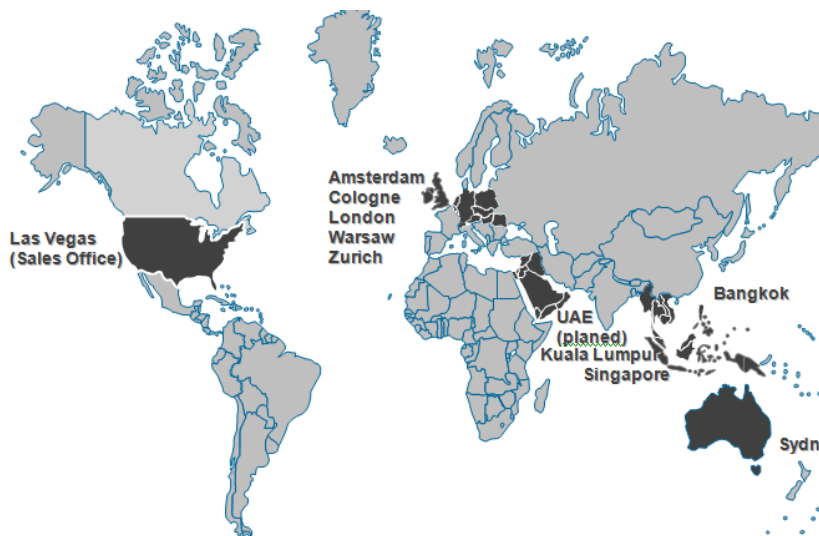 Amsterdam
Cologne
London
Warsaw
Zurich
Las Vegas
(Sales Office)
Bangkok
UAE
(planed)
Kuala Lumpur
Singapore
Sydn